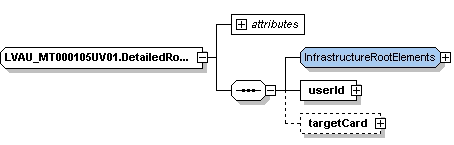 attributes
LVAU_MT000105UV01.DetailedRo...
InfrastructureRootElements
userId
targetCard